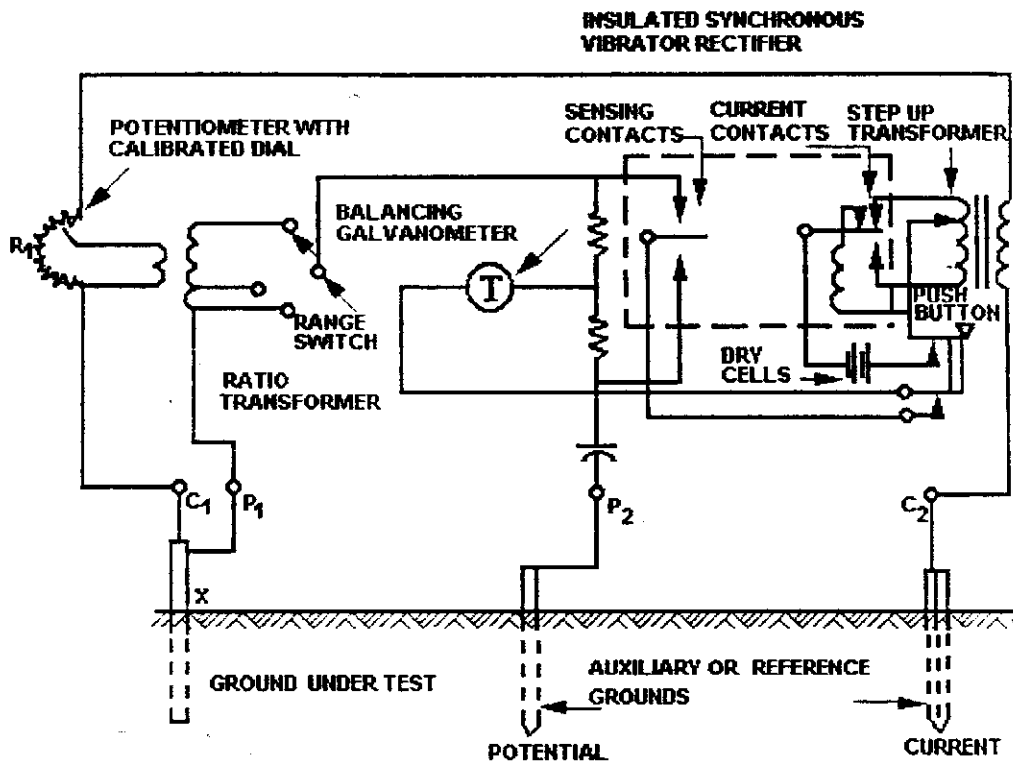 INSULATED SYNCHRONOUS
VIBRATOR RECTIFIER
SENSING
CONTACTS
CURRENT
CONTACTS
STEP UP
TRANSFORMER
POTENTIOMETER WITH
CALIBRATED DIAL
R1
BALANCING
GALVANOMETER
T
RANGE
SWITCH
PUSH
BUTTON
DRY
CELLS
RATIO
TRANSFORMER
C1
P1
P2
C2
X
GROUND UNDER TEST
AUXILIARY OR REFERENCE
GROUNDS
POTENTIAL
CURRENT